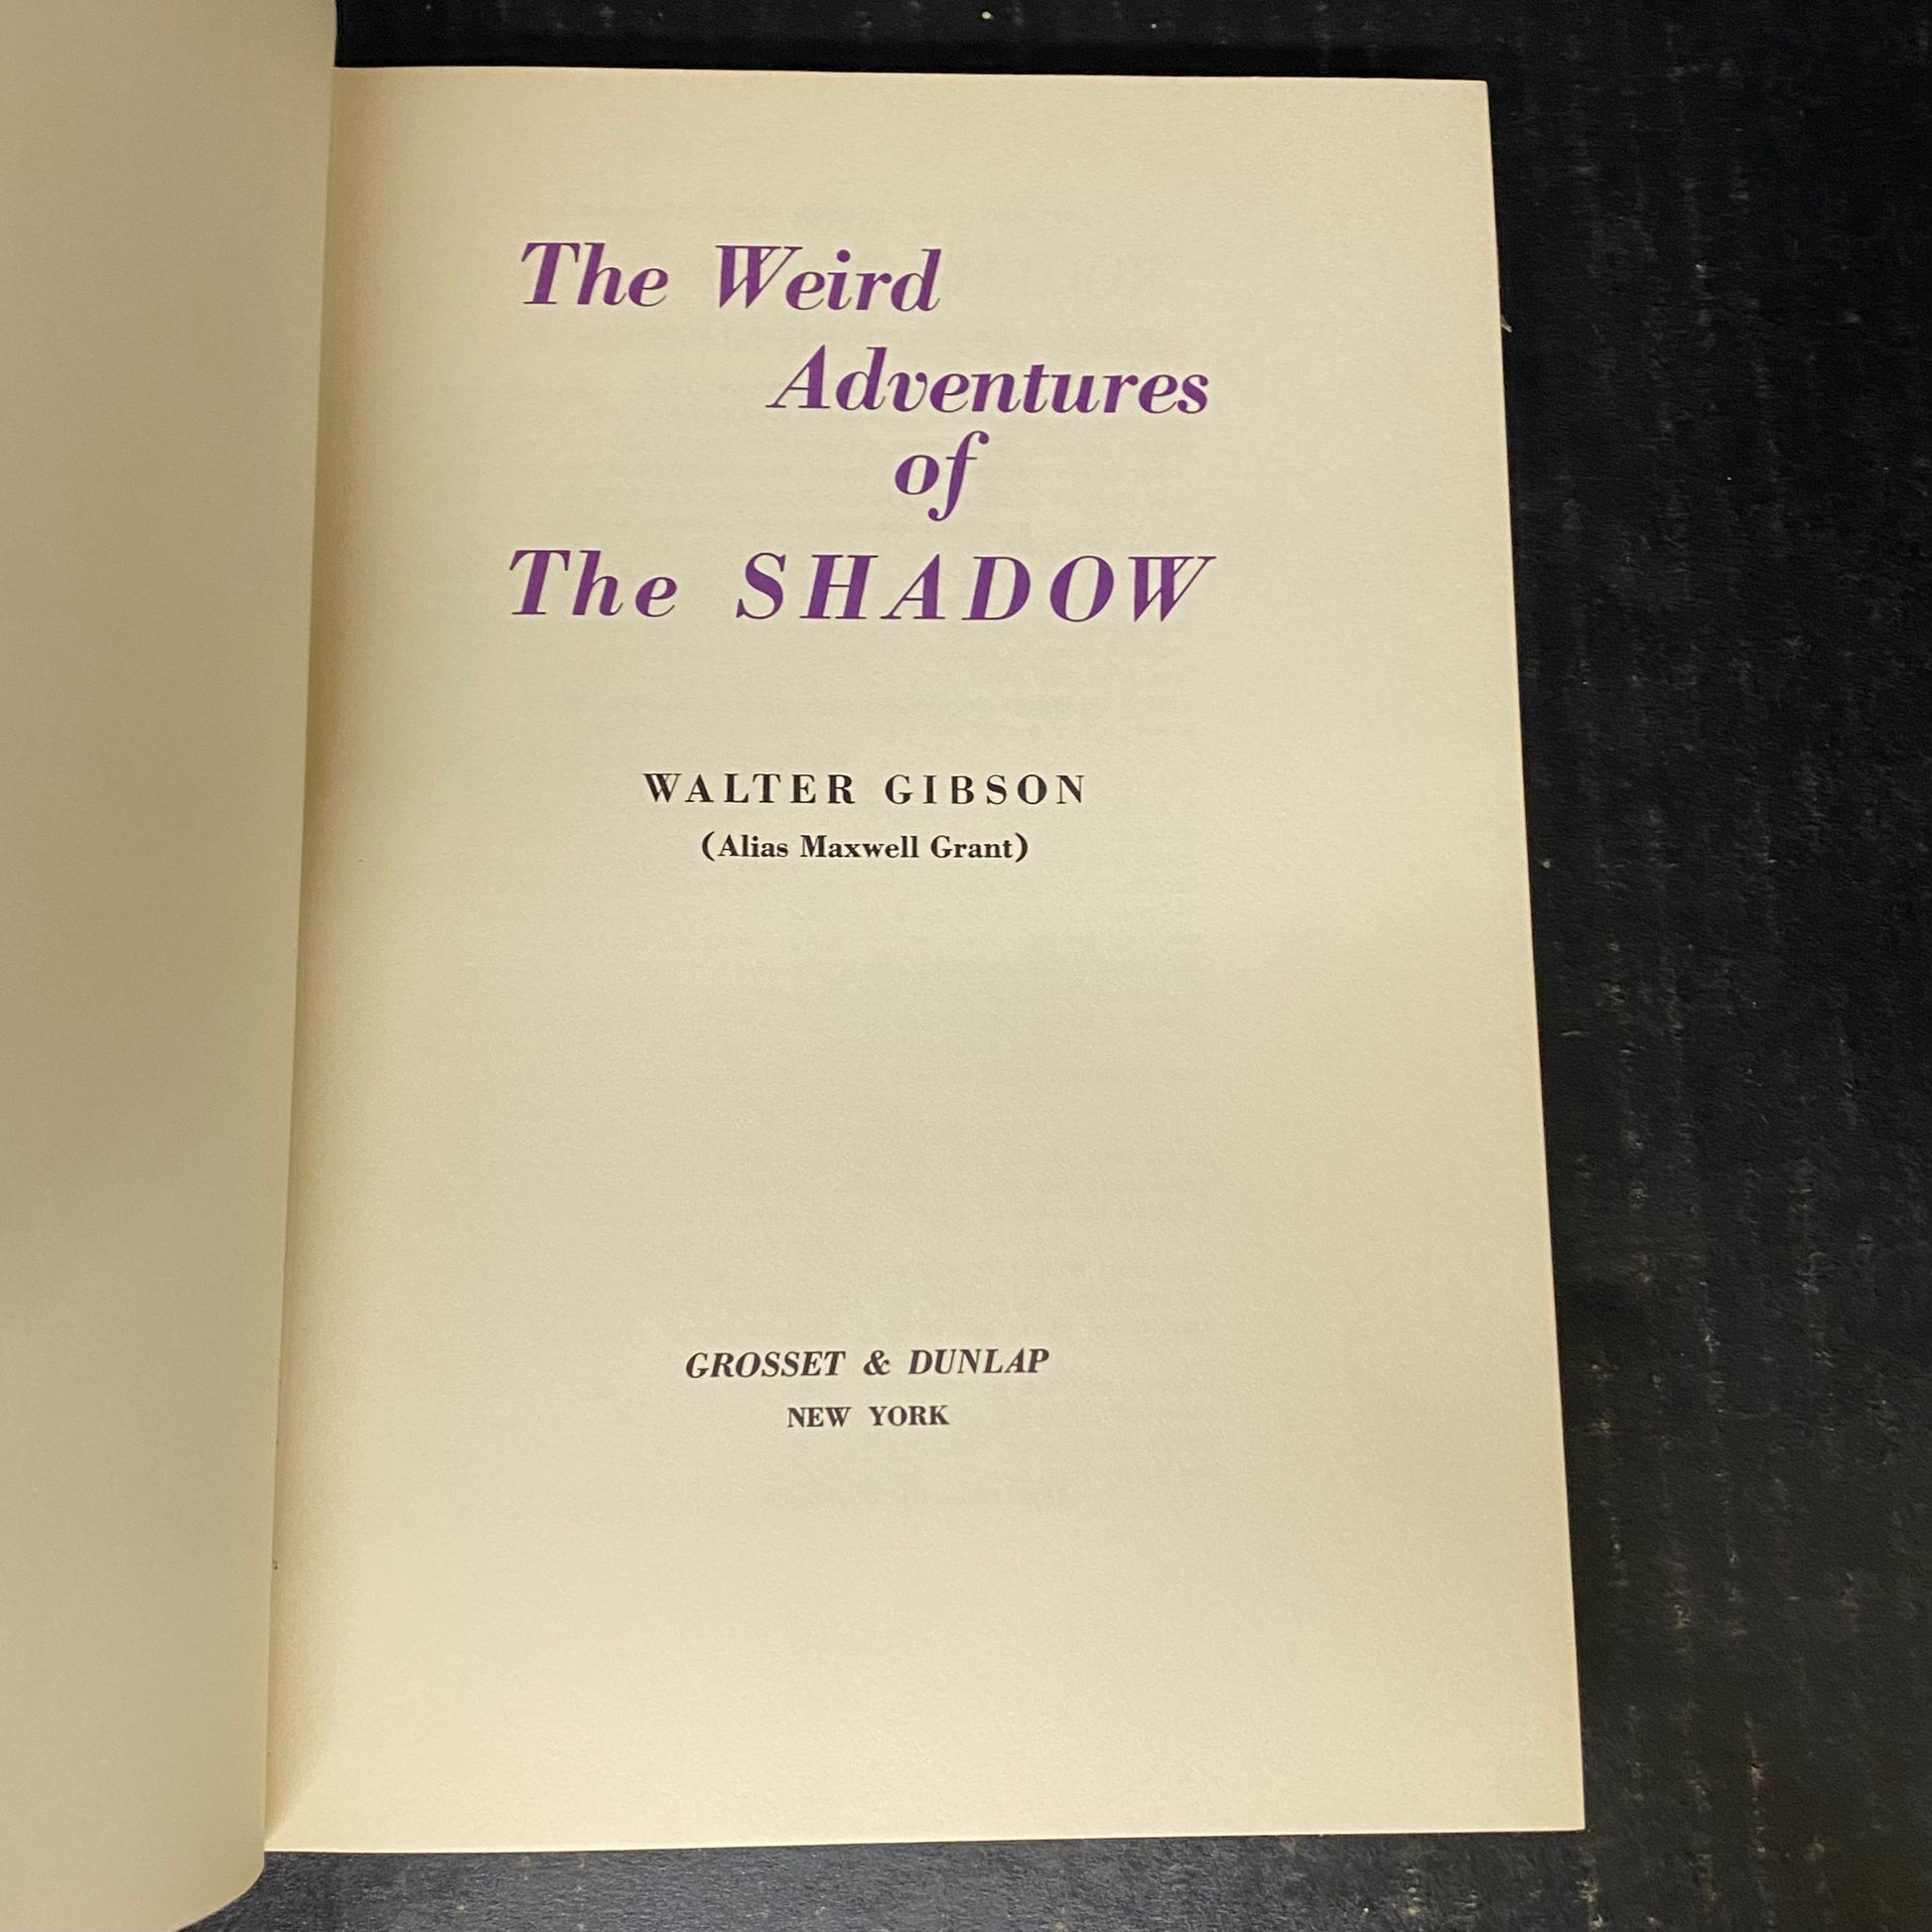 The Weird
Adventures
of
The SHADOW
WALTER GIBSON
(Alias Maxwell Grant)
GROSSET & DUNLAP
NEW YORK